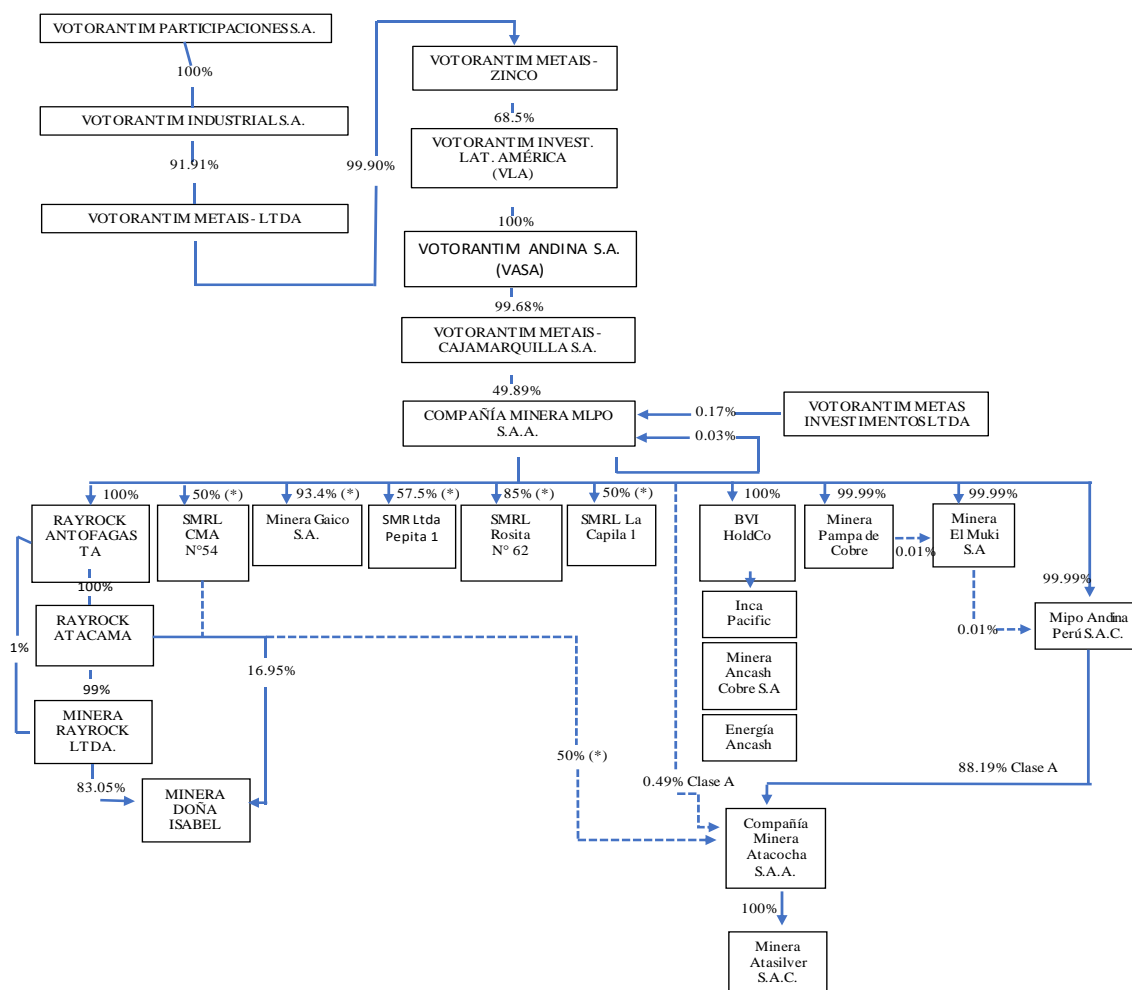 VOTORANTIM PARTICIPACIONES S.A.
100%
VOTORANTIM INDUSTRIAL S.A.
91.91%
VOTORANTIM METAIS - LTDA
99.90%
VOTORANTIM METAIS -
ZINCO
68.5%
VOTORANTIM INVEST.
LAT. AMÉRICA
(VLA)
100%
VOTORANTIM ANDINA S.A.
(VASA)
99.68%
VOTORANTIM METAIS -
CAJAMARQUILLA S.A.
49.89%
COMPAÑÍA MINERA MLPO
S.A.A.
0.17%
0.03%
VOTORANTIM METAS
INVESTIMENTOS LTDA
100%
50% (*)
93.4% (*)
57.5% (*)
85% (*)
50% (*)
100%
99.99%
99.99%
RAYROCK
ANTOFAGAS
TA
SMRL
CMA
N°54
Minera Gaico
S.A.
SMR Ltda
Pepita 1
SMRL
Rosita
N° 62
SMRL La
Capila 1
BVI
HoldCo
Minera
Pampa de
Cobre
0.01%
Minera
El Muki
S.A
99.99%
100%
RAYROCK
ATACAMA
1%
99%
MINERA
RAYROCK
LTDA.
83.05%
16.95%
MINERA
DOÑA
ISABEL
Inca
Pacific
Minera
Ancash
Cobre S.A
Energía
Ancash
0.01%
Mipo Andina
Perú S.A.C.
50% (*)
0.49% Clase A
88.19% Clase A
Compañía
Minera
Atacocha
S.A.A.
100%
Minera
Atasilver
S.A.C.